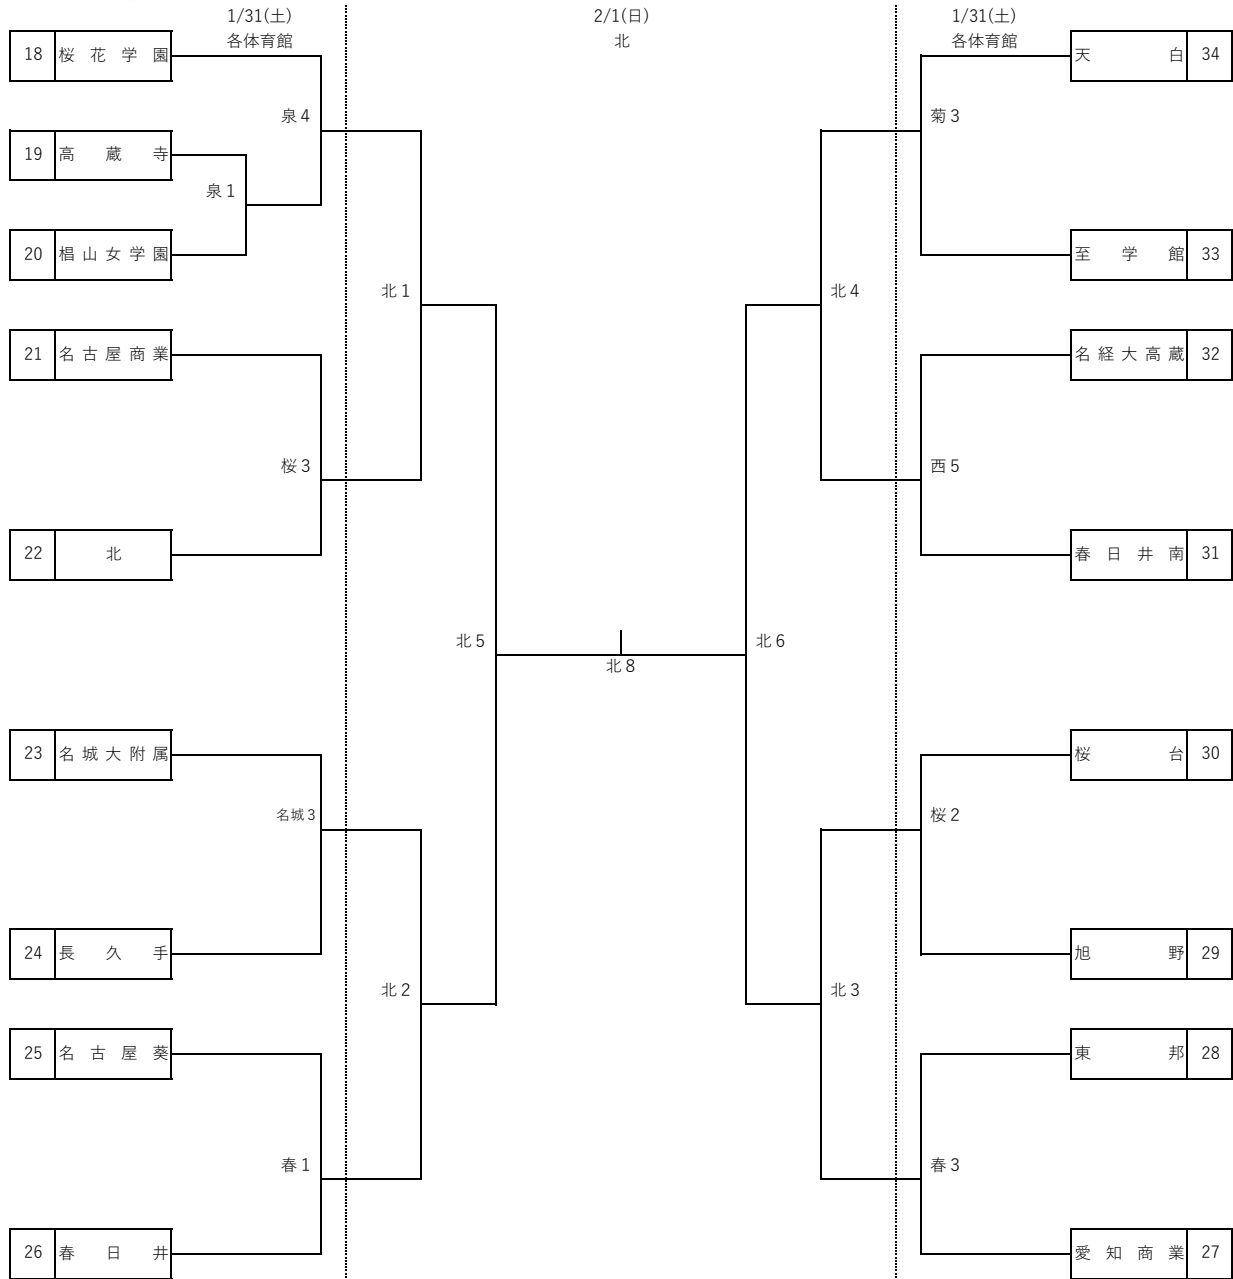 1/31(土) 2/1(日) 1/31(土)
各体育館 北 各体育館
18 桜花学園 天白 34
泉4 菊3
19 高蔵寺
泉1
20 椙山女学園 至学館 33
北1 北4
21 名古屋商業 名経大高蔵 32
桜3 西5
22 北 春日井南 31
北5 北6
北8
23 名城大附属 桜台 30
名城3 桜2
24 長久手 旭野 29
北2 北3
25 名古屋葵 東邦 28
春1 春3
26 春日井 愛知商業 27